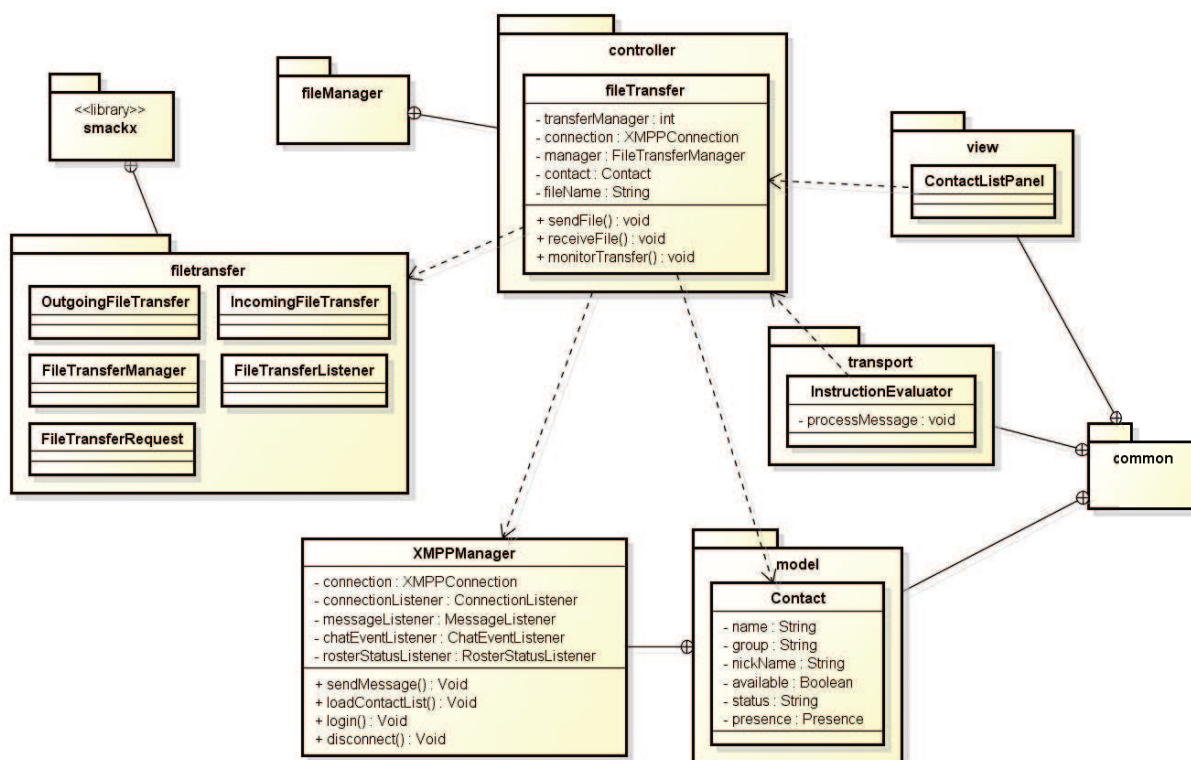 controller
fileTransfer
- transferManager : int
- connection : XMPPConnection
- manager : FileTransferManager
- contact : Contact
- fileName : String
+ sendFile() : void
+ receiveFile() : void
+ monitorTransfer() : void
fileManager
<<library>>
smackx
view
ContactListPanel
filetransfer
OutgoingFileTransfer
IncomingFileTransfer
FileTransferManager
FileTransferListener
FileTransferRequest
transport
InstructionEvaluator
- processMessage : void
common
XMPPManager
- connection : XMPPConnection
- connectionListener : ConnectionListener
- messageListener : MessageListener
- chatEventListener : ChatEventListener
- rosterStatusListener : RosterStatusListener
+ sendMessage() : Void
+ loadContactList() : Void
+ login() : Void
+ disconnect() : Void
model
Contact
- name : String
- group : String
- nickName : String
- available : Boolean
- status : String
- presence : Presence